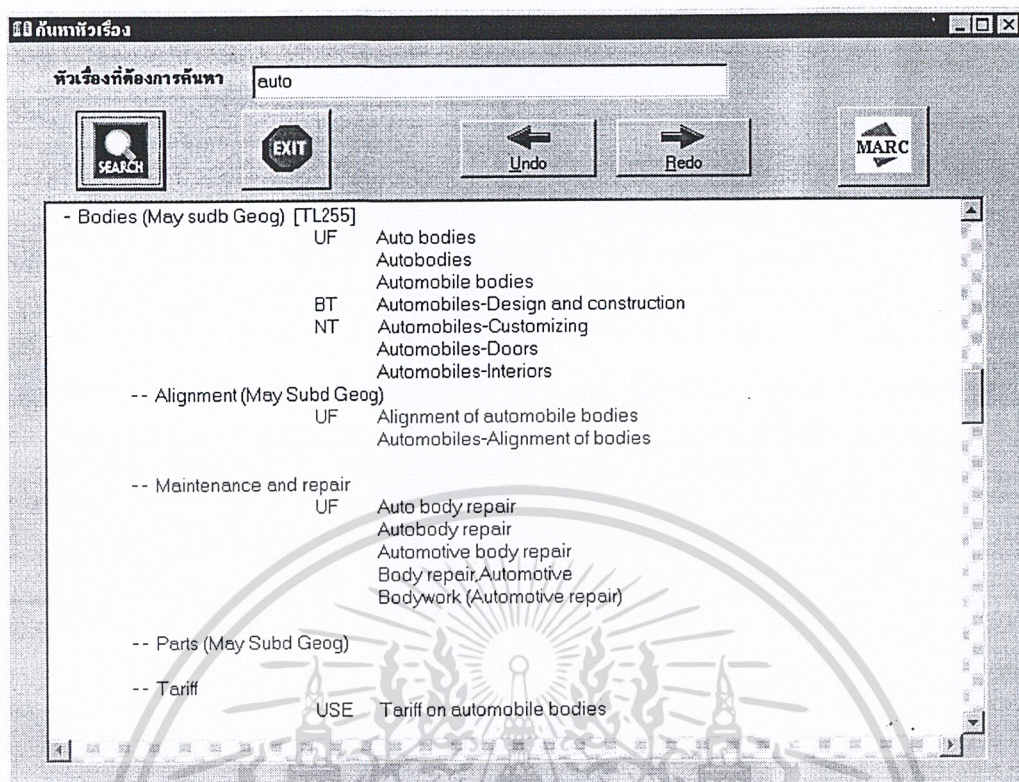 ค้นหาหัวเรื่อง
หัวเรื่องที่ต้องการค้นหา auto
SEARCH EXIT Undo Redo MARC
- Bodies (May sudb Geog) [TL255]
UF Auto bodies
Autobodies
Automobile bodies
BT Automobiles-Design and construction
NT Automobiles-Customizing
Automobiles-Doors
Automobiles-Interiors
-- Alignment (May Subd Geog)
UF Alignment of automobile bodies
Automobiles-Alignment of bodies
-- Maintenance and repair
UF Auto body repair
Autobody repair
Automotive body repair
Body repair,Automotive
Bodywork (Automotive repair)
-- Parts (May Subd Geog)
-- Tariff
USE Tariff on automobile bodies